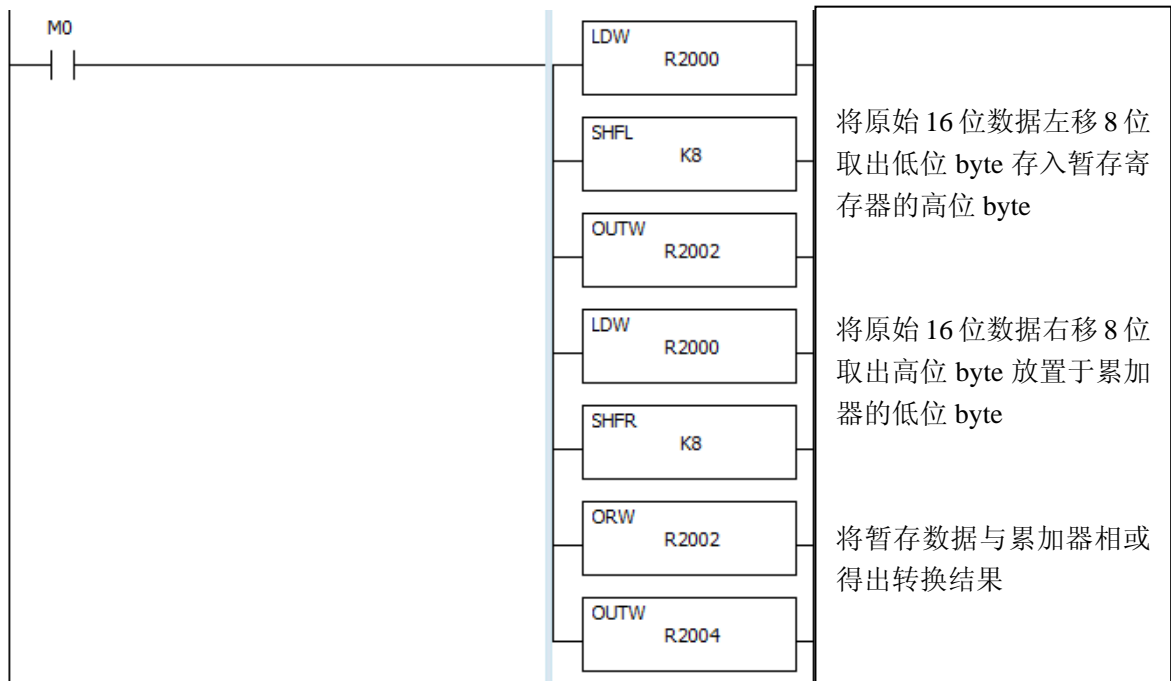 M0
LDW
R2000
SHFL
K8
OUTW
R2002
LDW
R2000
SHFR
K8
ORW
R2002
OUTW
R2004
将原始 16 位数据左移 8 位
取出低位 byte 存入暂存寄
存器的高位 byte
将原始 16 位数据右移 8 位
取出高位 byte 放置于累加
器的低位 byte
将暂存数据与累加器相或
得出转换结果